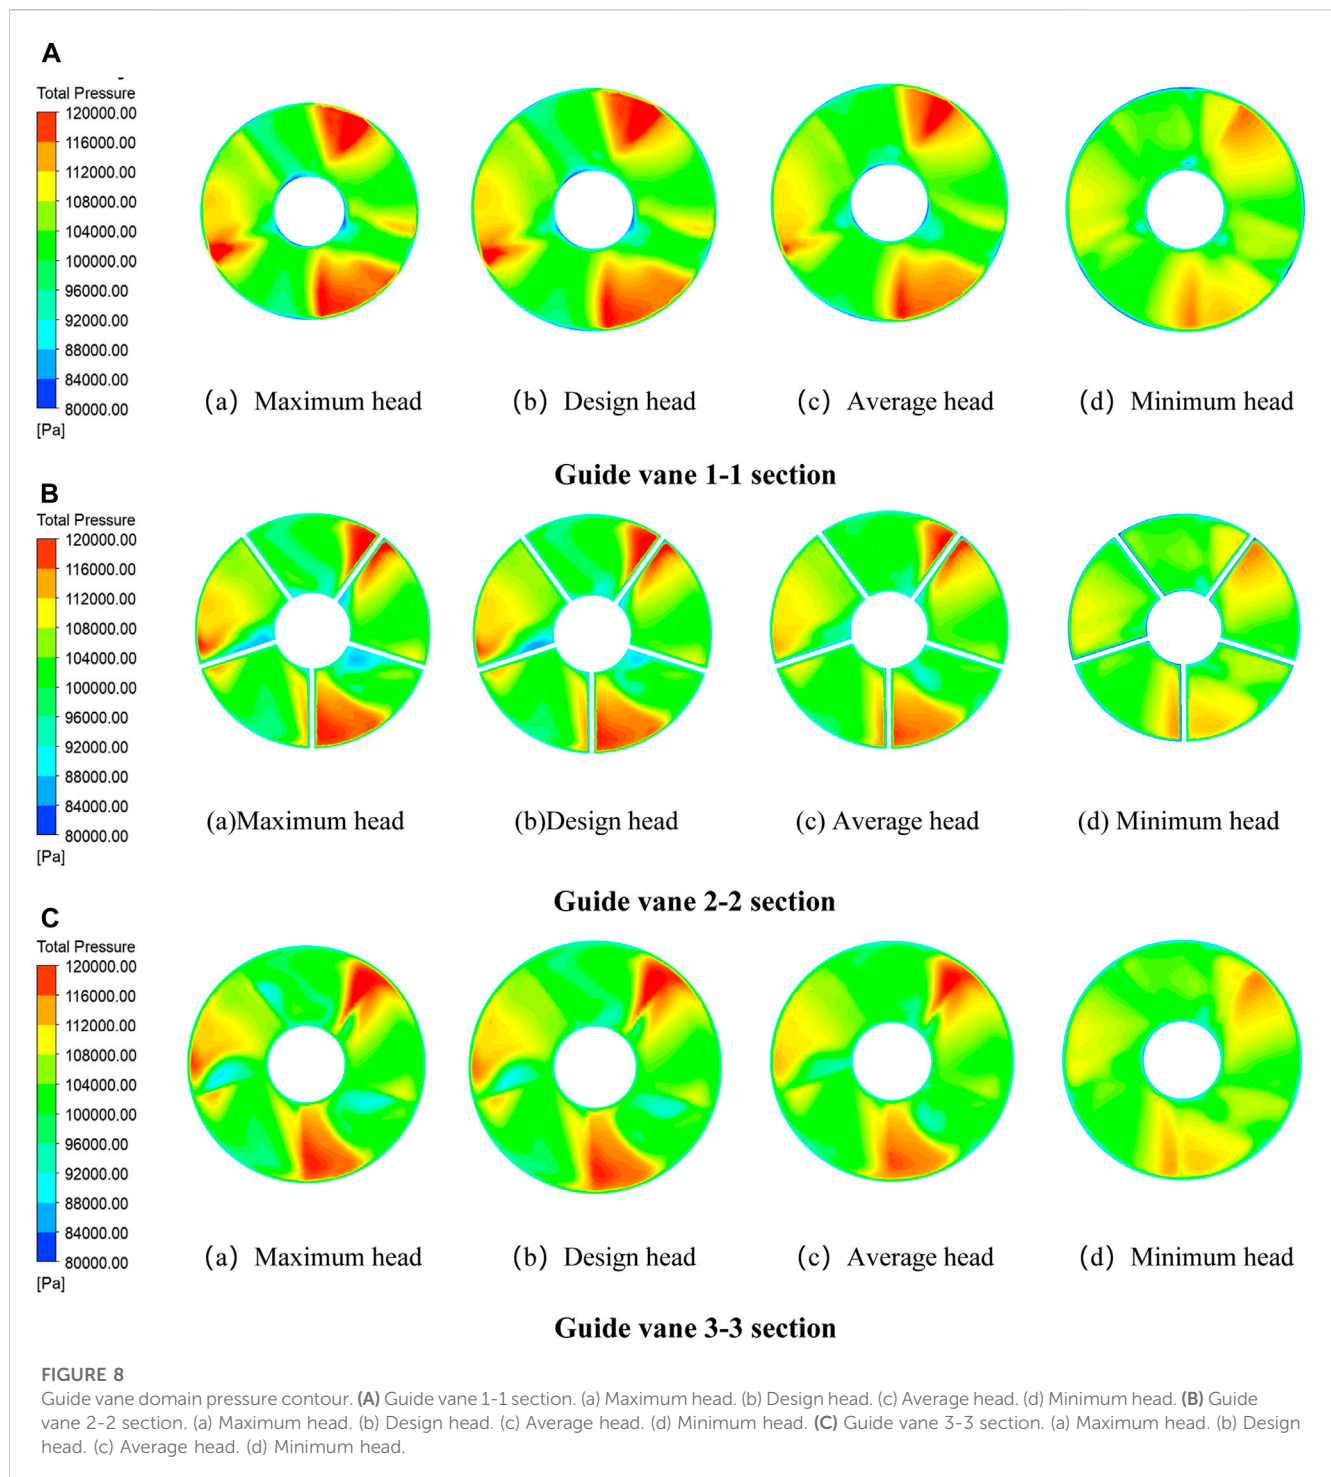 A
Total Pressure
120000.00
116000.00
112000.00
108000.00
104000.00
100000.00
96000.00
92000.00
88000.00
84000.00
80000.00
[Pa]
(a) Maximum head
(b) Design head
(c) Average head
(d) Minimum head
Guide vane 1-1 section
B
Total Pressure
120000.00
116000.00
112000.00
108000.00
104000.00
100000.00
96000.00
92000.00
88000.00
84000.00
80000.00
[Pa]
(a)Maximum head
(b)Design head
(c) Average head
(d) Minimum head
Guide vane 2-2 section
C
Total Pressure
120000.00
116000.00
112000.00
108000.00
104000.00
100000.00
96000.00
92000.00
88000.00
84000.00
80000.00
[Pa]
(a) Maximum head
(b) Design head
(c) Average head
(d) Minimum head
Guide vane 3-3 section
FIGURE 8
Guide vane domain pressure contour. (A) Guide vane 1-1 section. (a) Maximum head. (b) Design head. (c) Average head. (d) Minimum head. (B) Guide
vane 2-2 section. (a) Maximum head. (b) Design head. (c) Average head. (d) Minimum head. (C) Guide vane 3-3 section. (a) Maximum head. (b) Design
head. (c) Average head. (d) Minimum head.